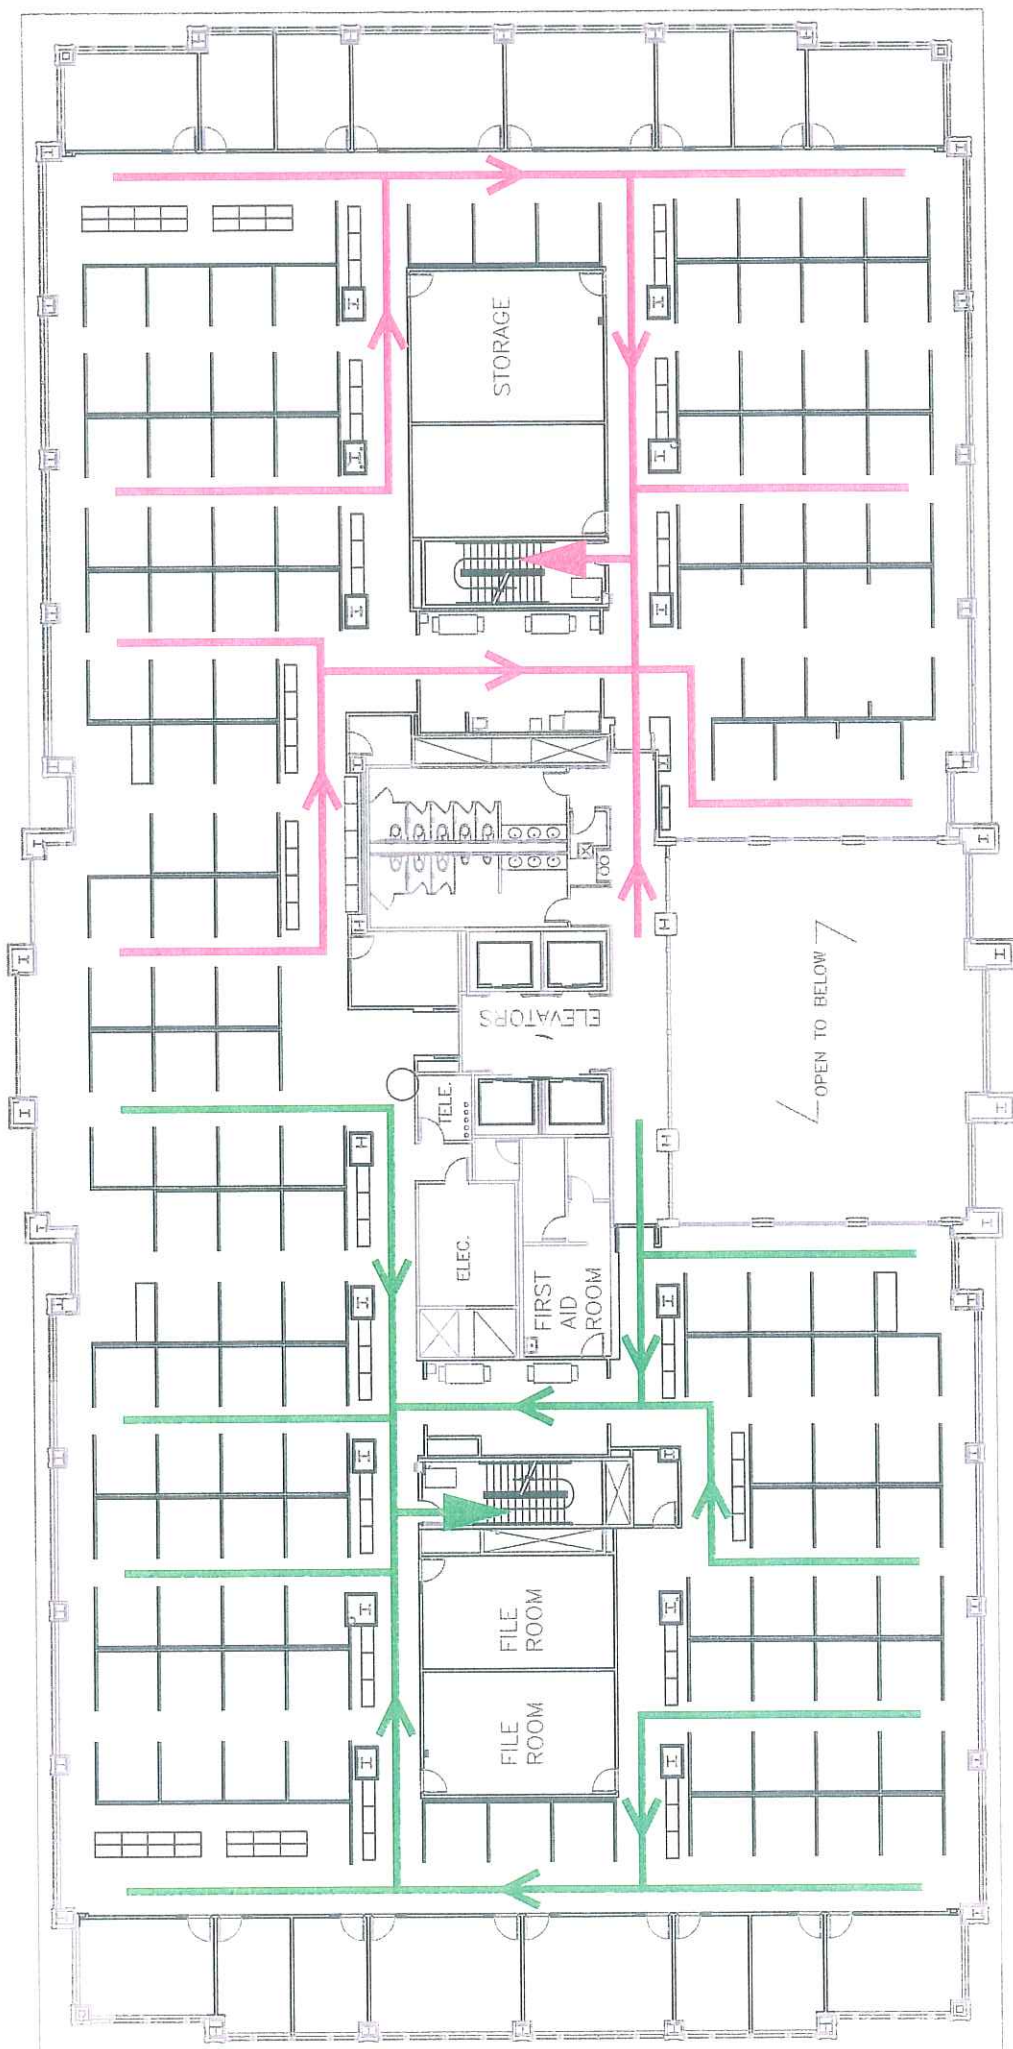 STORAGE
ELEVATORS
OPEN TO BELOW
TELE.
ELEC.
FIRST
AID
ROOM
FILE
ROOM
FILE
ROOM